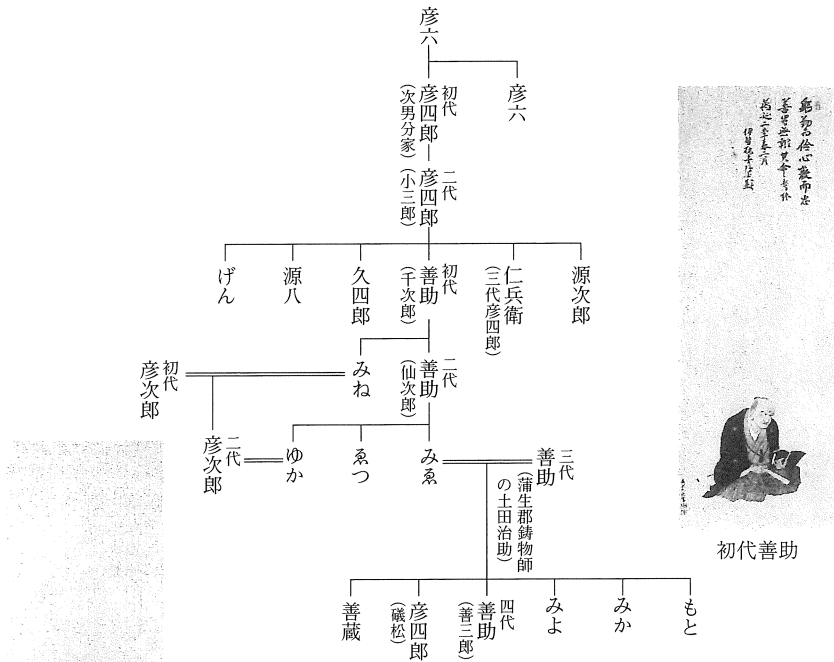 彦六
彦六
初代
彦四郎
（次男分家）
二代
彦四郎
（小三郎）
源次郎
仁兵衛
（三代彦四郎）
初代
善助
（千次郎）
久四郎
源八
げん
二代
善助
（仙次郎）
みね
初代
彦次郎
三代
善助
（蒲生郡鋳物師
の土田治助）
みゑ
ゑつ
ゆか
二代
彦次郎
もと
みか
みよ
四代
善助
（善三郎）
彦四郎
（礒松）
善蔵
初代善助